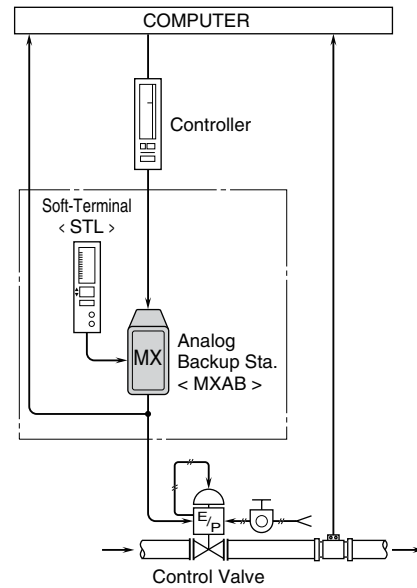 COMPUTER
Controller
Soft-Terminal
< STL >
MX
Analog
Backup Sta.
< MXAB >
E/P
Control Valve